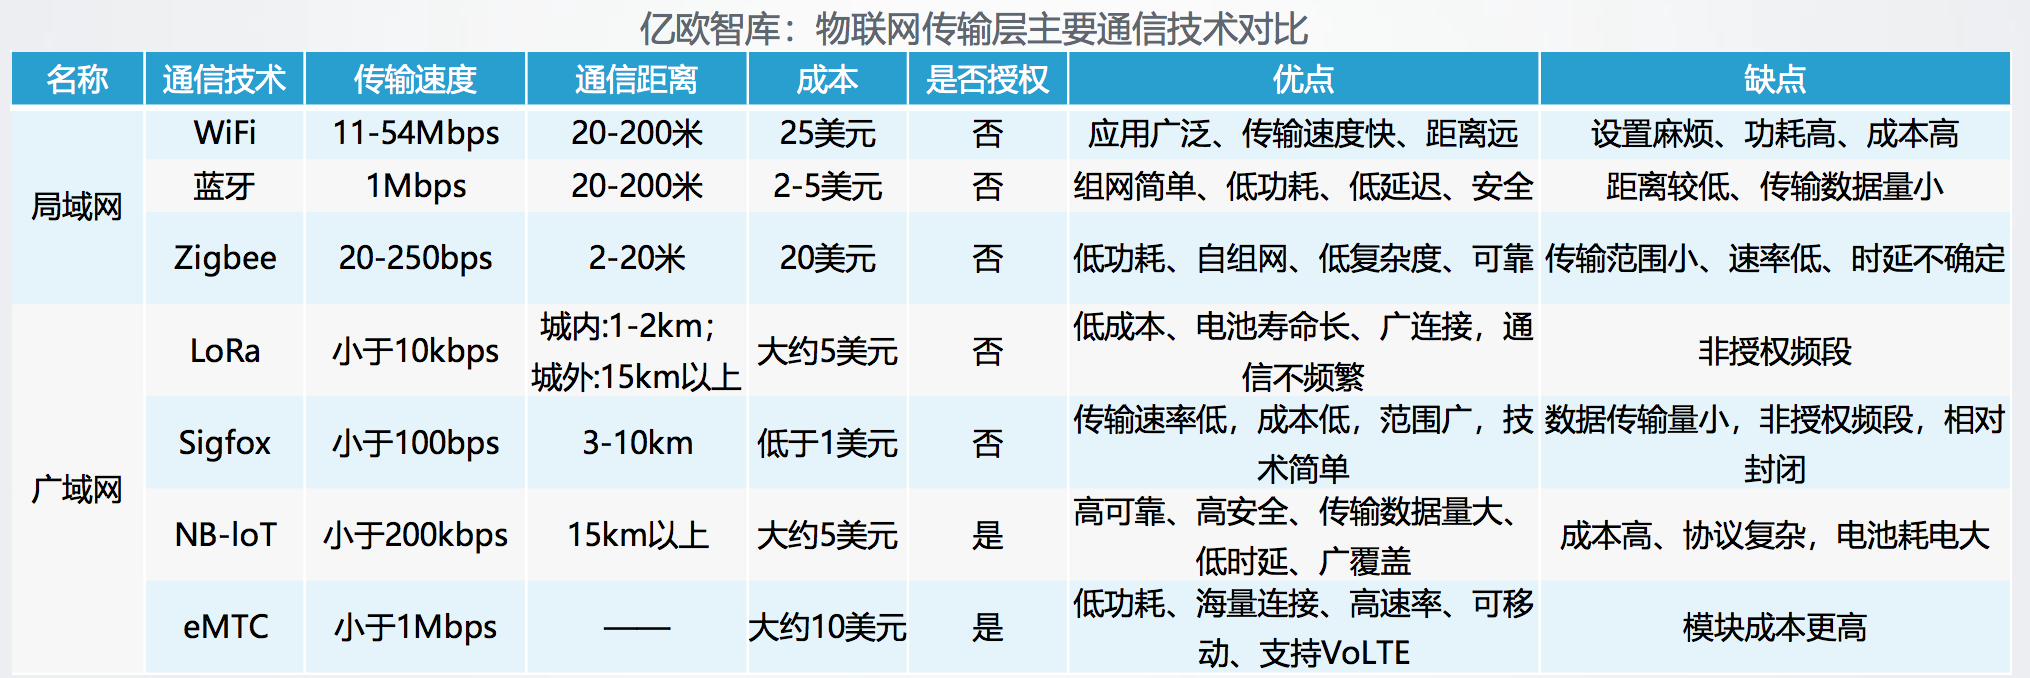 亿欧智库：物联网传输层主要通信技术对比
名称 通信技术 传输速度 通信距离 成本 是否授权 优点 缺点
局域网
WiFi 11-54Mbps 20-200米 25美元 否 应用广泛、传输速度快、距离远 设置麻烦、功耗高、成本高
蓝牙 1Mbps 20-200米 2-5美元 否 组网简单、低功耗、低延迟、安全 距离较低、传输数据量小
Zigbee 20-250bps 2-20米 20美元 否 低功耗、自组网、低复杂度、可靠 传输范围小、速率低、时延不确定
广域网
LoRa 小于10kbps 城内:1-2km；
城外:15km以上 大约5美元 否 低成本、电池寿命长、广连接，通
信不频繁 非授权频段
Sigfox 小于100bps 3-10km 低于1美元 否 传输速率低，成本低，范围广，技
术简单 数据传输量小，非授权频段，相对
封闭
NB-IoT 小于200kbps 15km以上 大约5美元 是 高可靠、高安全、传输数据量大、
低时延、广覆盖 成本高、协议复杂，电池耗电大
eMTC 小于1Mbps —— 大约10美元 是 低功耗、海量连接、高速率、可移
动、支持VoLTE 模块成本更高